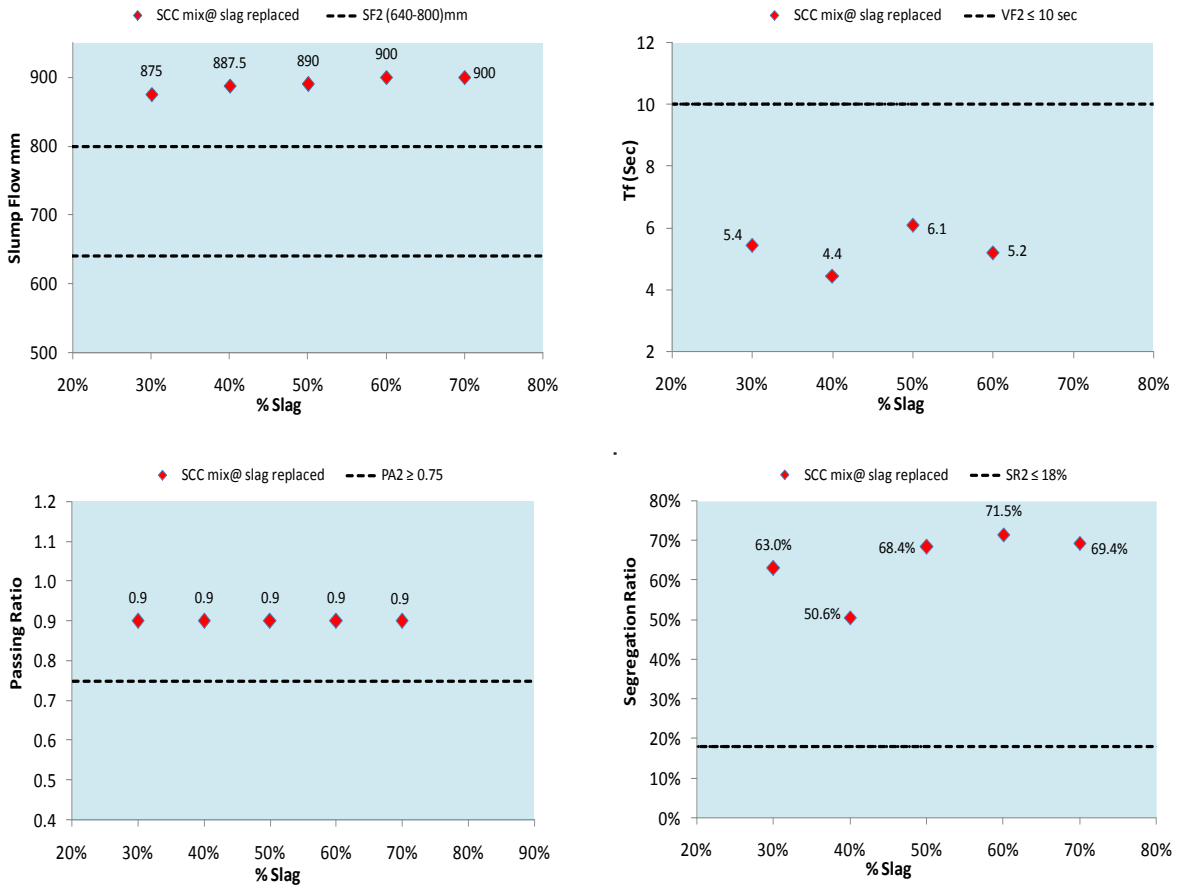 SCC mix@ slag replaced SF2 (640-800)mm
Slump Flow mm
900
800
700
600
500
875
887.5
890
900
900
20% 30% 40% 50% 60% 70% 80%
% Slag
SCC mix@ slag replaced VF2 ≤ 10 sec
Tf (Sec)
12
10
8
6
4
2
5.4
4.4
6.1
5.2
20% 30% 40% 50% 60% 70% 80%
% Slag
SCC mix@ slag replaced PA2 ≥ 0.75
Passing Ratio
1.2
1.1
1.0
0.9
0.8
0.7
0.6
0.5
0.4
0.9 0.9 0.9 0.9 0.9
20% 30% 40% 50% 60% 70% 80% 90%
% Slag
SCC mix@ slag replaced SR2 ≤ 18%
Segregation Ratio
80%
70%
60%
50%
40%
30%
20%
10%
0%
63.0%
50.6%
68.4%
71.5%
69.4%
20% 30% 40% 50% 60% 70% 80%
% Slag